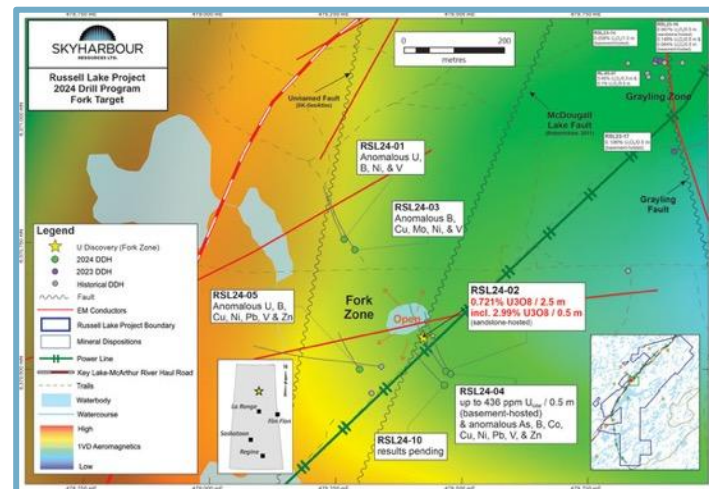 SKYHARBOUR
RESOURCES LTD.
Russell Lake Project
2024 Drill Program
Fork Target
0
200
metres
Unnamed Fault
McDougall
Lake Fault
Grayling Zone
Grayling
Fault
RSL24-01
Anomalous U,
B, Ni, & V
RSL24-03
Anomalous B,
Cu, Mo, Ni, & V
RSL24-05
Anomalous U, B,
Cu, Ni, Pb, V & Zn
Fork
Zone
Open
RSL24-02
0.721% U3O8 / 2.5 m
incl. 2.99% U3O8 / 0.5 m
(sandstone-hosted)
RSL24-04
up to 436 ppm / 0.5 m
(basement-hosted)
& anomalous As, B, Co,
Cu, Ni, Pb, V, & Zn
RSL24-10
results pending
Legend
U Discovery (Fork Zone)
2024 DDH
2023 DDH
Historical DDH
Fault
EM Conductors
Russell Lake Project Boundary
Mineral Dispositions
Power Line
Key Lake-McArthur River Haul Road
Trails
Waterbody
Watercourse
High
1VD Aeromagnetics
Low
La Ronge
Flin Flon
Saskatoon
Regina